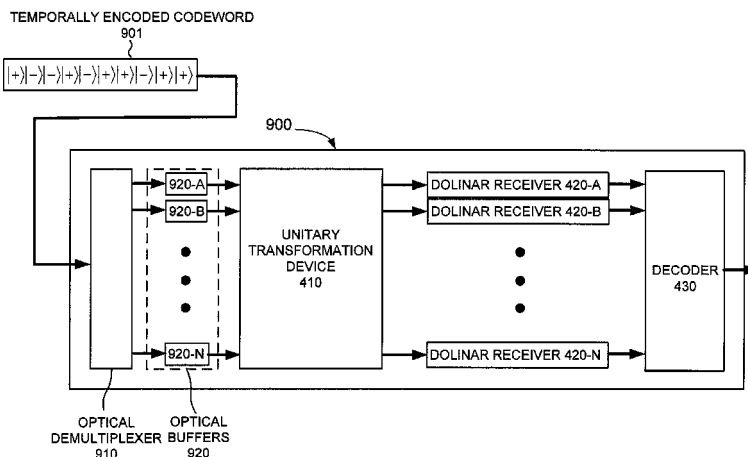 TEMPORALLY ENCODED CODEWORD
901
|+⟩|−⟩|−⟩|+⟩|−⟩|+⟩|+⟩|−⟩|+⟩|+⟩
900
920-A
920-B
920-N
UNITARY
TRANSFORMATION
DEVICE
410
DOLINAR RECEIVER 420-A
DOLINAR RECEIVER 420-B
DOLINAR RECEIVER 420-N
DECODER
430
OPTICAL
DEMULTIPLEXER
910
OPTICAL
BUFFERS
920